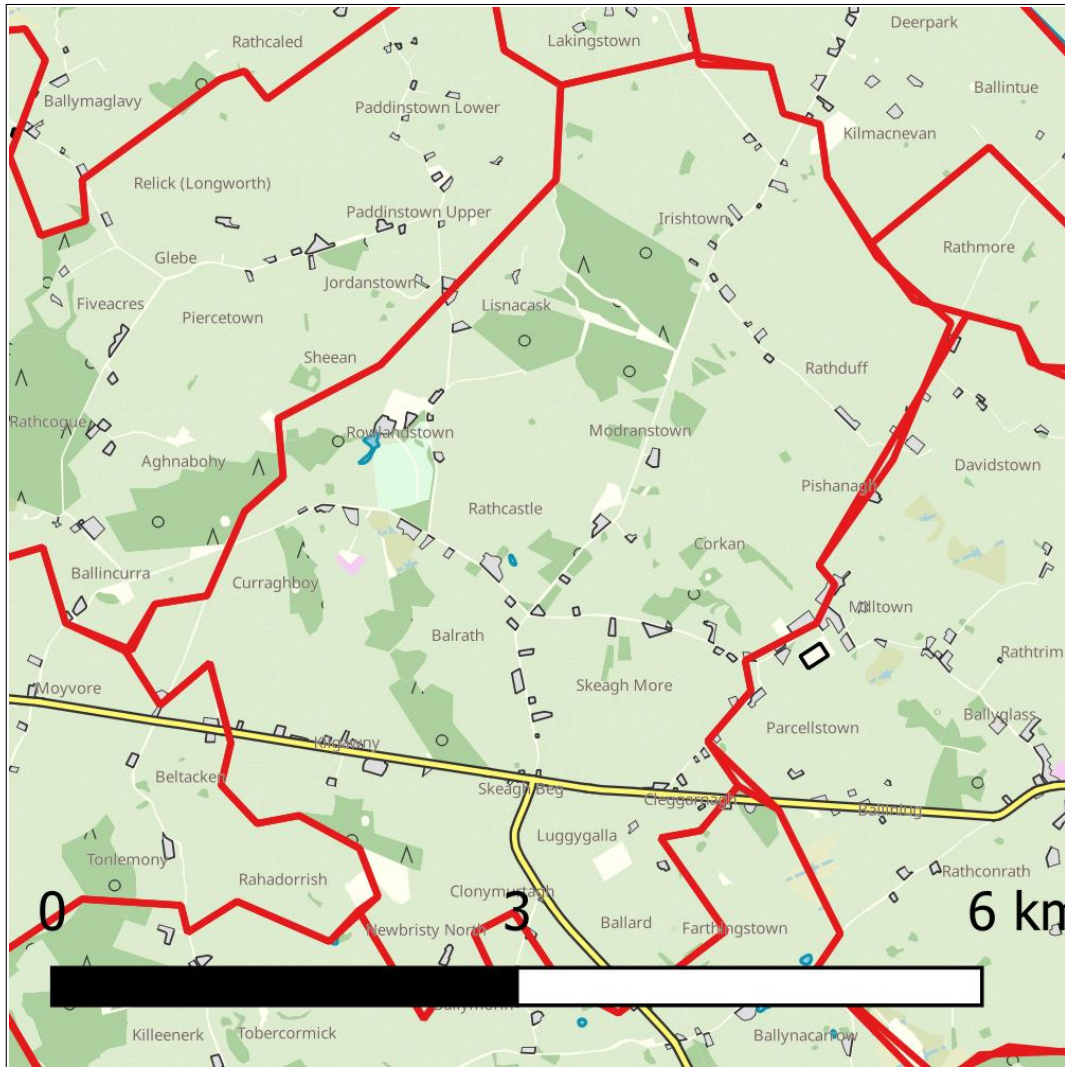 Deerpark
Rathcaled
Lakingstown
Ballintue
Ballymaglavy
Paddinstown Lower
Kilmacnevan
Relick (Longworth)
Paddinstown Upper
Irishtown
Rathmore
Glebe
Jordanstown
Fiveacres
Lisnacask
Piercetown
Sheean
Rathduff
Rathcogue
Rowlandstown
Modranstown
Aghnabohy
Davidstown
Pishanagh
Rathcastle
Corkan
Ballincurra
Curraghboy
Milltown
Balrath
Rathtrim
Skeagh More
Moyvore
Ballyglass
Parcellstown
Kilgawny
Beltacken
Skeagh Beg
Cleggarnagh
Luggygalla
Tonlemony
Rathconrath
Rahadorrish
Clonymurtagh
0
3
6 km
Ballard
Farthingstown
Newbristy North
Killeenerk
Tobercormick
Ballynacarrow